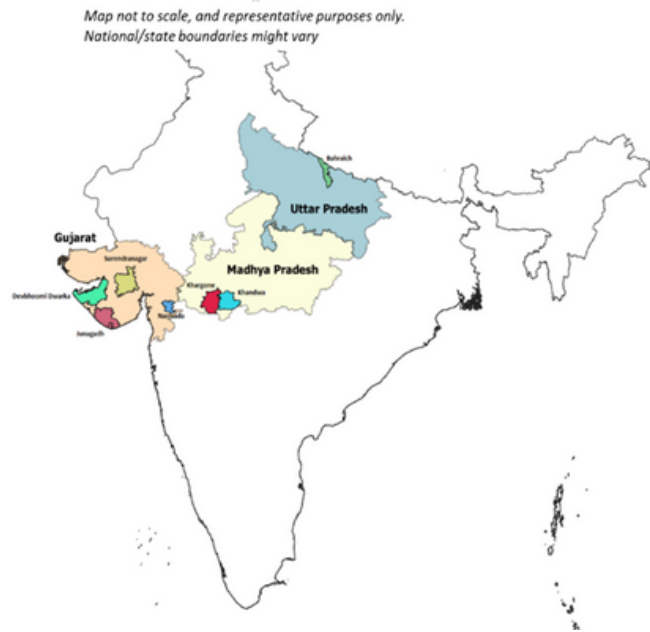 Map not to scale, and representative purposes only.
National/state boundaries might vary
Bahraich
Uttar Pradesh
Gujarat
Surendranagar
Madhya Pradesh
Khargone
Khandwa
Devbhoomi Dwarka
Narmada
Junagadh